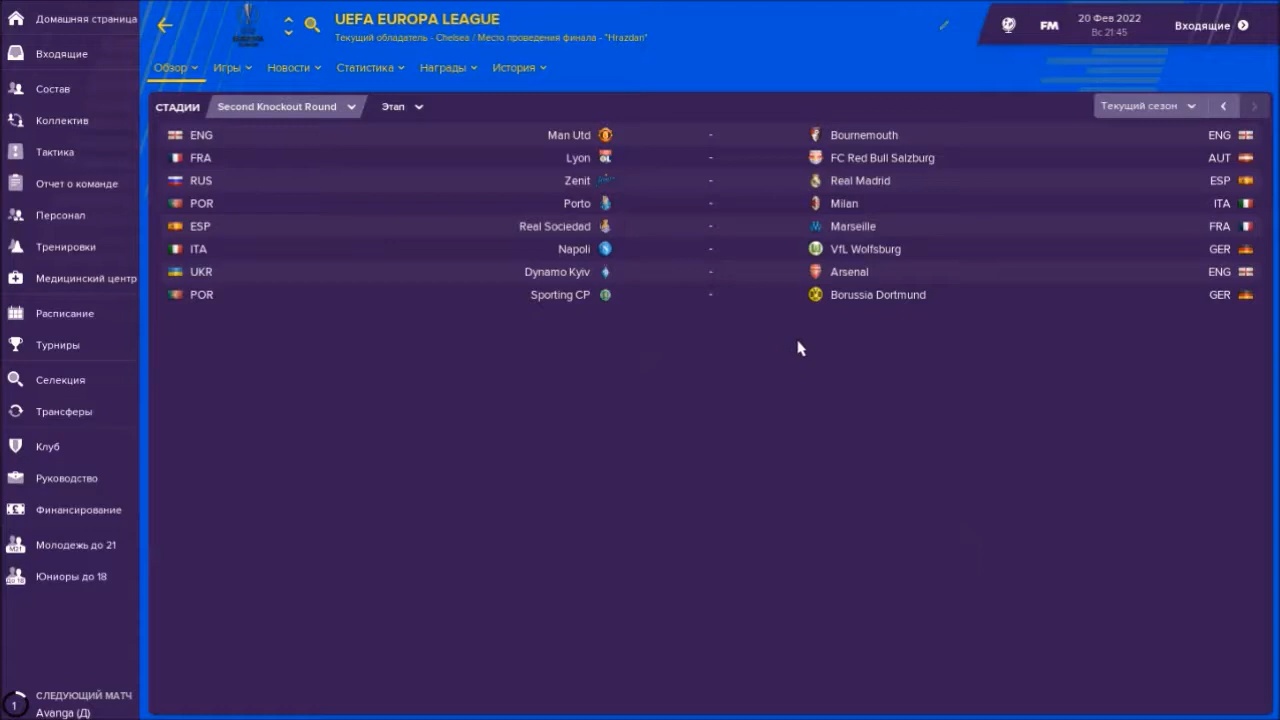 Домашняя страница
Входящие
Состав
Коллектив
Тактика
Отчет о команде
Персонал
Тренировки
Медицинский центр
Расписание
Турниры
Селекция
Трансферы
Клуб
Руководство
Финансирование
Молодежь до 21
Юниоры до 18
1
СЛЕДУЮЩИЙ МАТЧ
Avanga (Д)
UEFA EUROPA LEAGUE
Текущий обладатель - Chelsea / Место проведения финала - "Hrazdan"
FM
20 Фев 2022
Вс 21:45
Входящие
Обзор Игры Новости Статистика Награды История
СТАДИИ Second Knockout Round Этап Текущий сезон
ENG Man Utd - Bournemouth ENG
FRA Lyon - FC Red Bull Salzburg AUT
RUS Zenit - Real Madrid ESP
POR Porto - Milan ITA
ESP Real Sociedad - Marseille FRA
ITA Napoli - VfL Wolfsburg GER
UKR Dynamo Kyiv - Arsenal ENG
POR Sporting CP - Borussia Dortmund GER